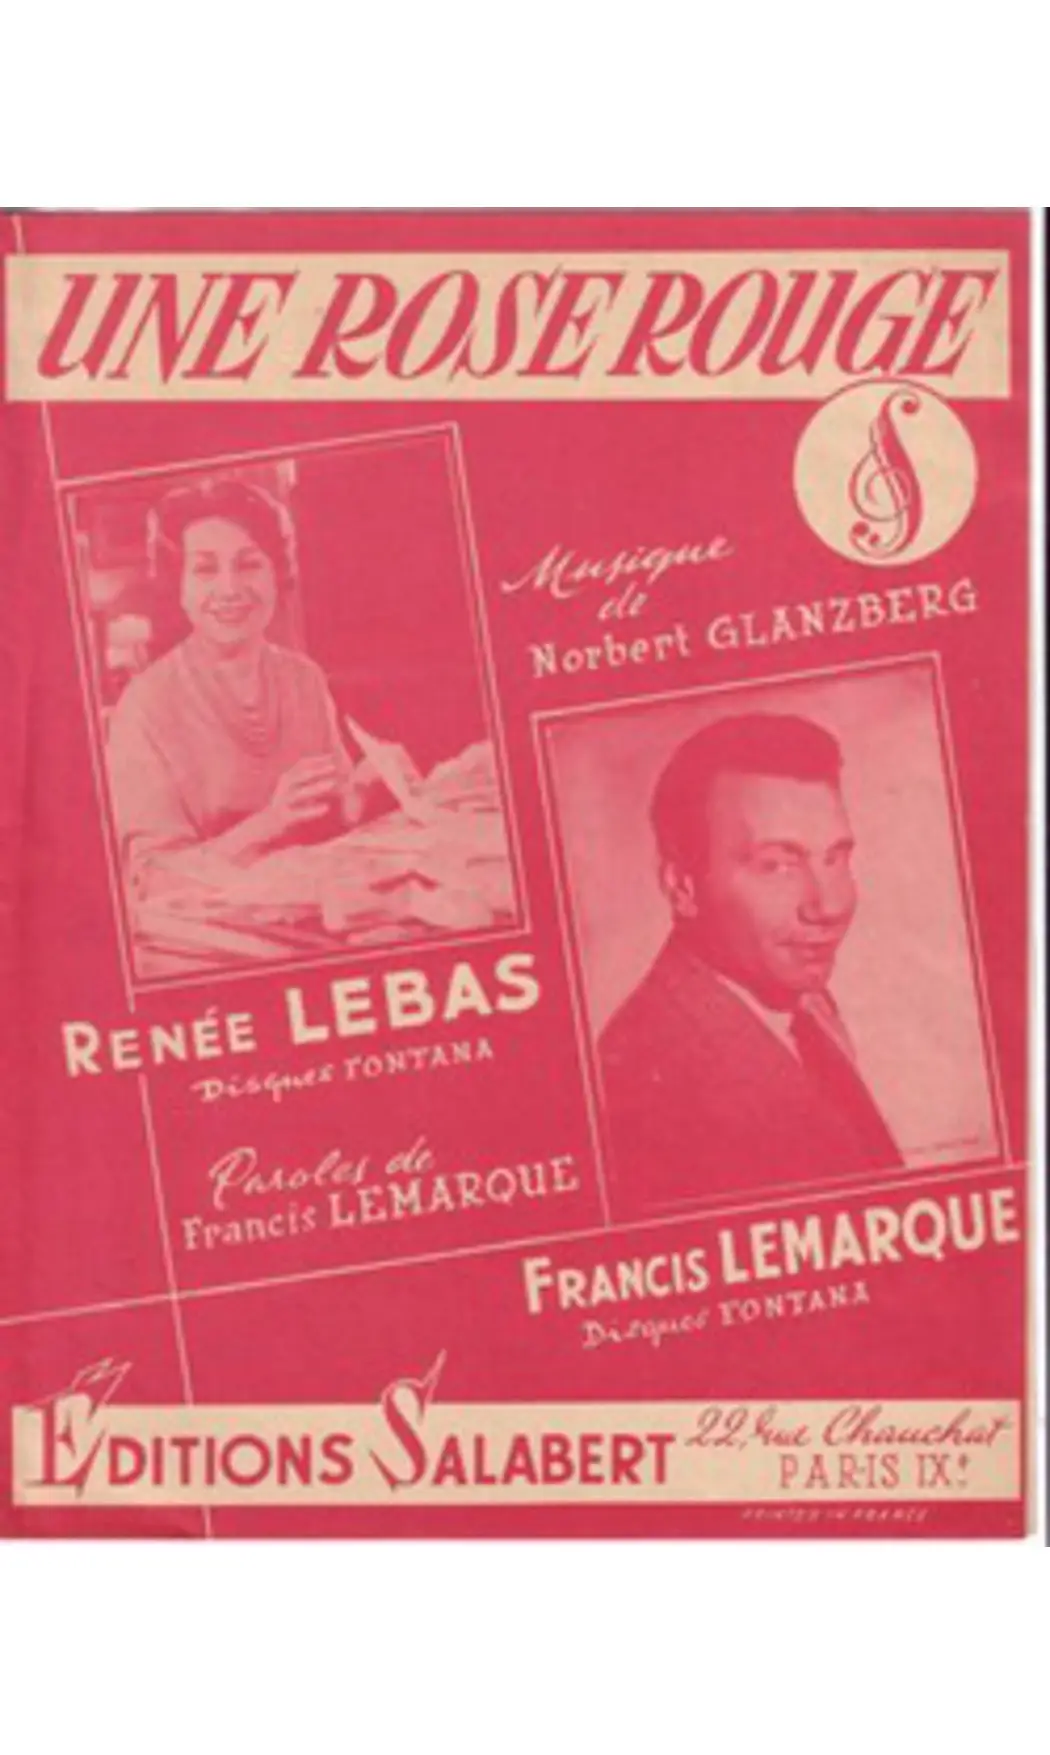 UNE ROSE ROUGE
Musique
de
Norbert GLANZBERG
RENÉE LEBAS
Disques FONTANA
Paroles de
Francis LEMARQUE
FRANCIS LEMARQUE
Disques FONTANA
EDITIONS SALABERT
22, rue Chauchat
PARIS IXe
PRINTED IN FRANCE